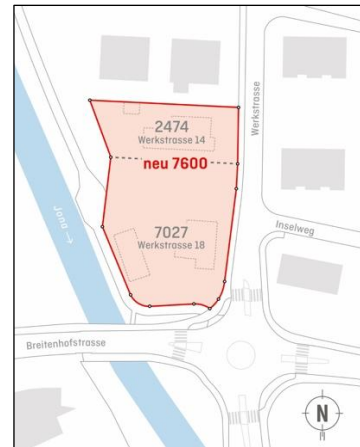 2474
Werkstrasse 14
neu 7600
7027
Werkstrasse 18
Werkstrasse
Inselweg
Jona →
Breitenhofstrasse
N